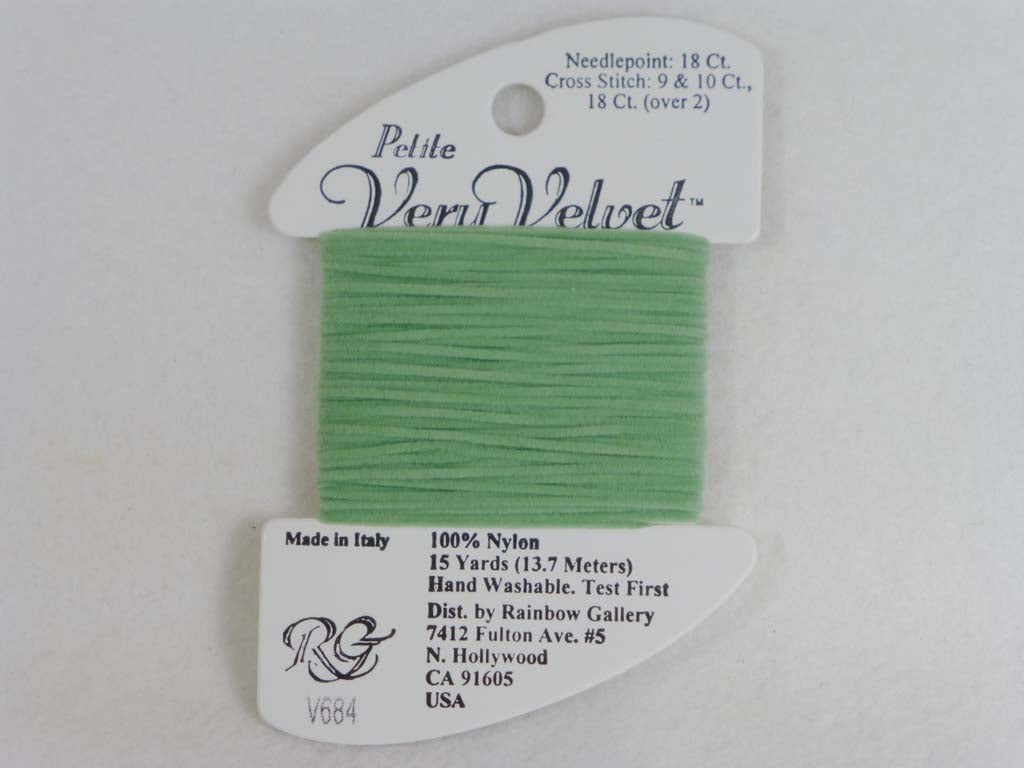 Needlepoint: 18 Ct.
Cross Stitch: 9 & 10 Ct.,
18 Ct. (over 2)
Petite
Very Velvet™
Made in Italy
100% Nylon
15 Yards (13.7 Meters)
Hand Washable. Test First
Dist. by Rainbow Gallery
7412 Fulton Ave. #5
N. Hollywood
CA 91605
USA
RG
V684